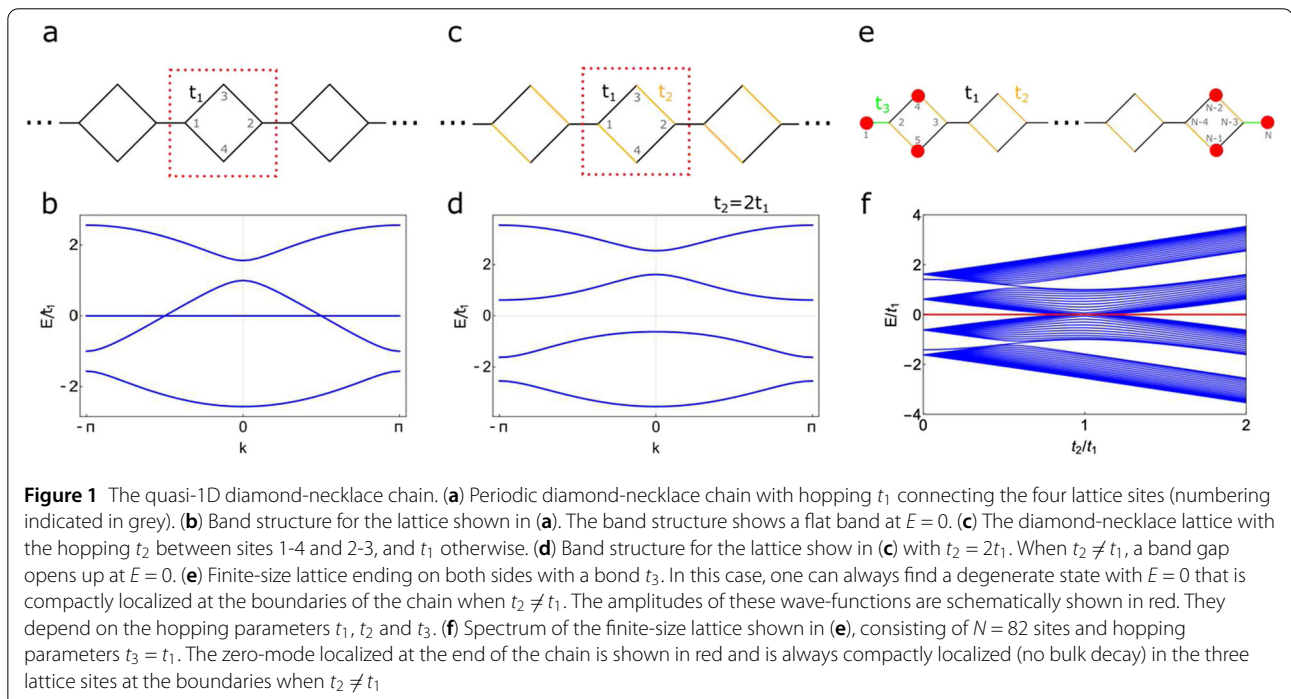 a
c
e
t₁
3
1
2
4
t₁
3
t₂
1
2
4
t₃
4
t₁
t₂
1
2
3
5
N-2
N-4
N-3
N-1
N
b
d
t₂=2t₁
f
E/t₁
2
0
-2
-π
0
π
k
E/t₁
2
0
-2
-π
0
π
k
E/t₁
4
2
0
-2
-4
0
1
2
t₂/t₁
Figure 1 The quasi-1D diamond-necklace chain. (a) Periodic diamond-necklace chain with hopping t₁ connecting the four lattice sites (numbering
indicated in grey). (b) Band structure for the lattice shown in (a). The band structure shows a flat band at E = 0. (c) The diamond-necklace lattice with
the hopping t₂ between sites 1-4 and 2-3, and t₁ otherwise. (d) Band structure for the lattice show in (c) with t₂ = 2t₁. When t₂ ≠ t₁, a band gap
opens up at E = 0. (e) Finite-size lattice ending on both sides with a bond t₃. In this case, one can always find a degenerate state with E = 0 that is
compactly localized at the boundaries of the chain when t₂ ≠ t₁. The amplitudes of these wave-functions are schematically shown in red. They
depend on the hopping parameters t₁, t₂ and t₃. (f) Spectrum of the finite-size lattice shown in (e), consisting of N = 82 sites and hopping
parameters t₃ = t₁. The zero-mode localized at the end of the chain is shown in red and is always compactly localized (no bulk decay) in the three
lattice sites at the boundaries when t₂ ≠ t₁